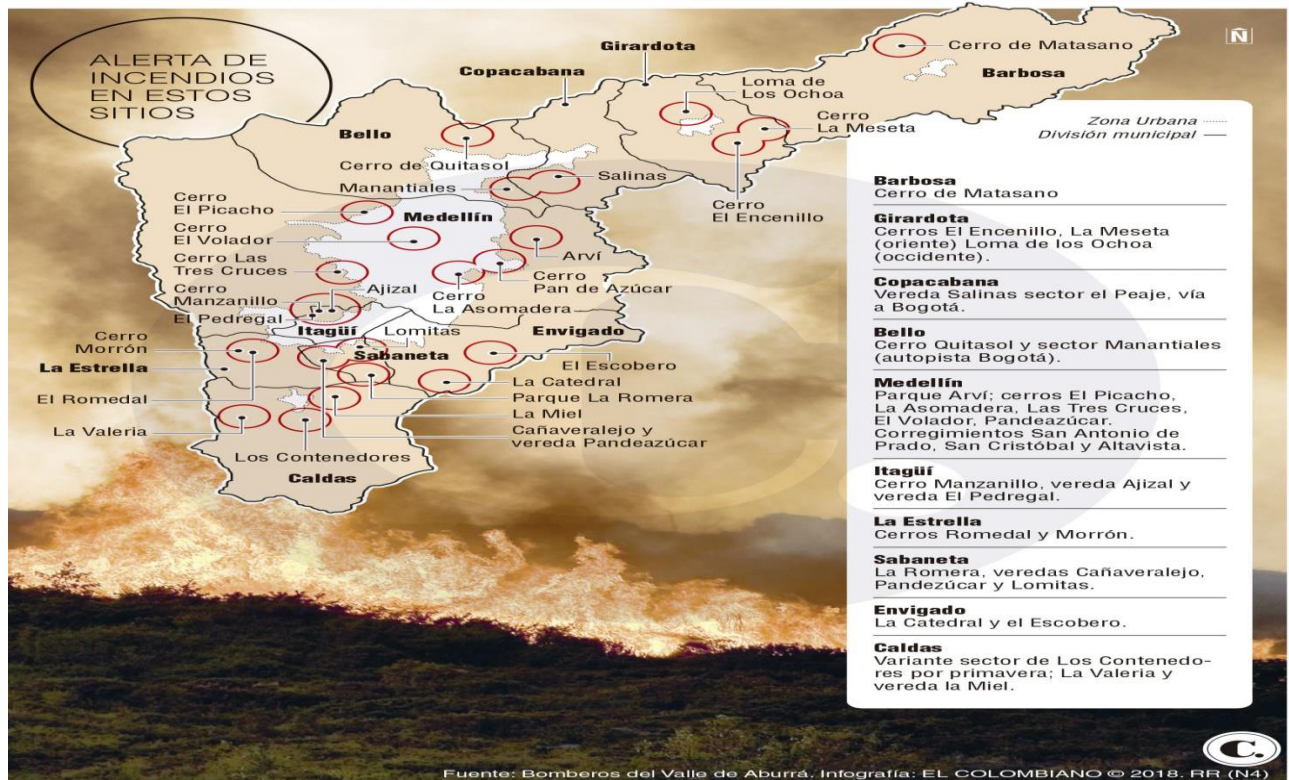 ALERTA DE
INCENDIOS
EN ESTOS
SITIOS
Girardota
Copacabana
Cerro de Matasano
Barbosa
Loma de
Los Ochoa
Cerro
La Meseta
Bello
Cerro de Quitasol
Manantiales
Salinas
Cerro
El Encenillo
Cerro
El Picacho
Medellín
Cerro
El Volador
Cerro Las
Tres Cruces
Arví
Cerro
Pan de Azúcar
Cerro
Manzanillo
Ajizal
Cerro
La Asomadera
El Pedregal
Itagüí
Lomitas
Envigado
Cerro
Morrón
Sabaneta
La Estrella
El Escobero
La Catedral
El Romedal
Parque La Romera
La Miel
La Valeria
Cañaveralejo y
vereda Pandeazúcar
Los Contenedores
Caldas
Ñ
Zona Urbana
División municipal
Barbosa
Cerro de Matasano
Girardota
Cerros El Encenillo, La Meseta
(oriente) Loma de los Ochoa
(occidente).
Copacabana
Vereda Salinas sector el Peaje, vía
a Bogotá.
Bello
Cerro Quitasol y sector Manantiales
(autopista Bogotá).
Medellín
Parque Arví; cerros El Picacho,
La Asomadera, Las Tres Cruces,
El Volador, Pandeazúcar.
Corregimientos San Antonio de
Prado, San Cristóbal y Altavista.
Itagüí
Cerro Manzanillo, vereda Ajizal y
vereda El Pedregal.
La Estrella
Cerros Romedal y Morrón.
Sabaneta
La Romera, veredas Cañaveralejo,
Pandezúcar y Lomitas.
Envigado
La Catedral y el Escobero.
Caldas
Variante sector de Los Contenedo-
res por primavera; La Valeria y
vereda la Miel.
C.
Fuente: Bomberos del Valle de Aburrá. Infografía: EL COLOMBIANO © 2018. RR (N4)